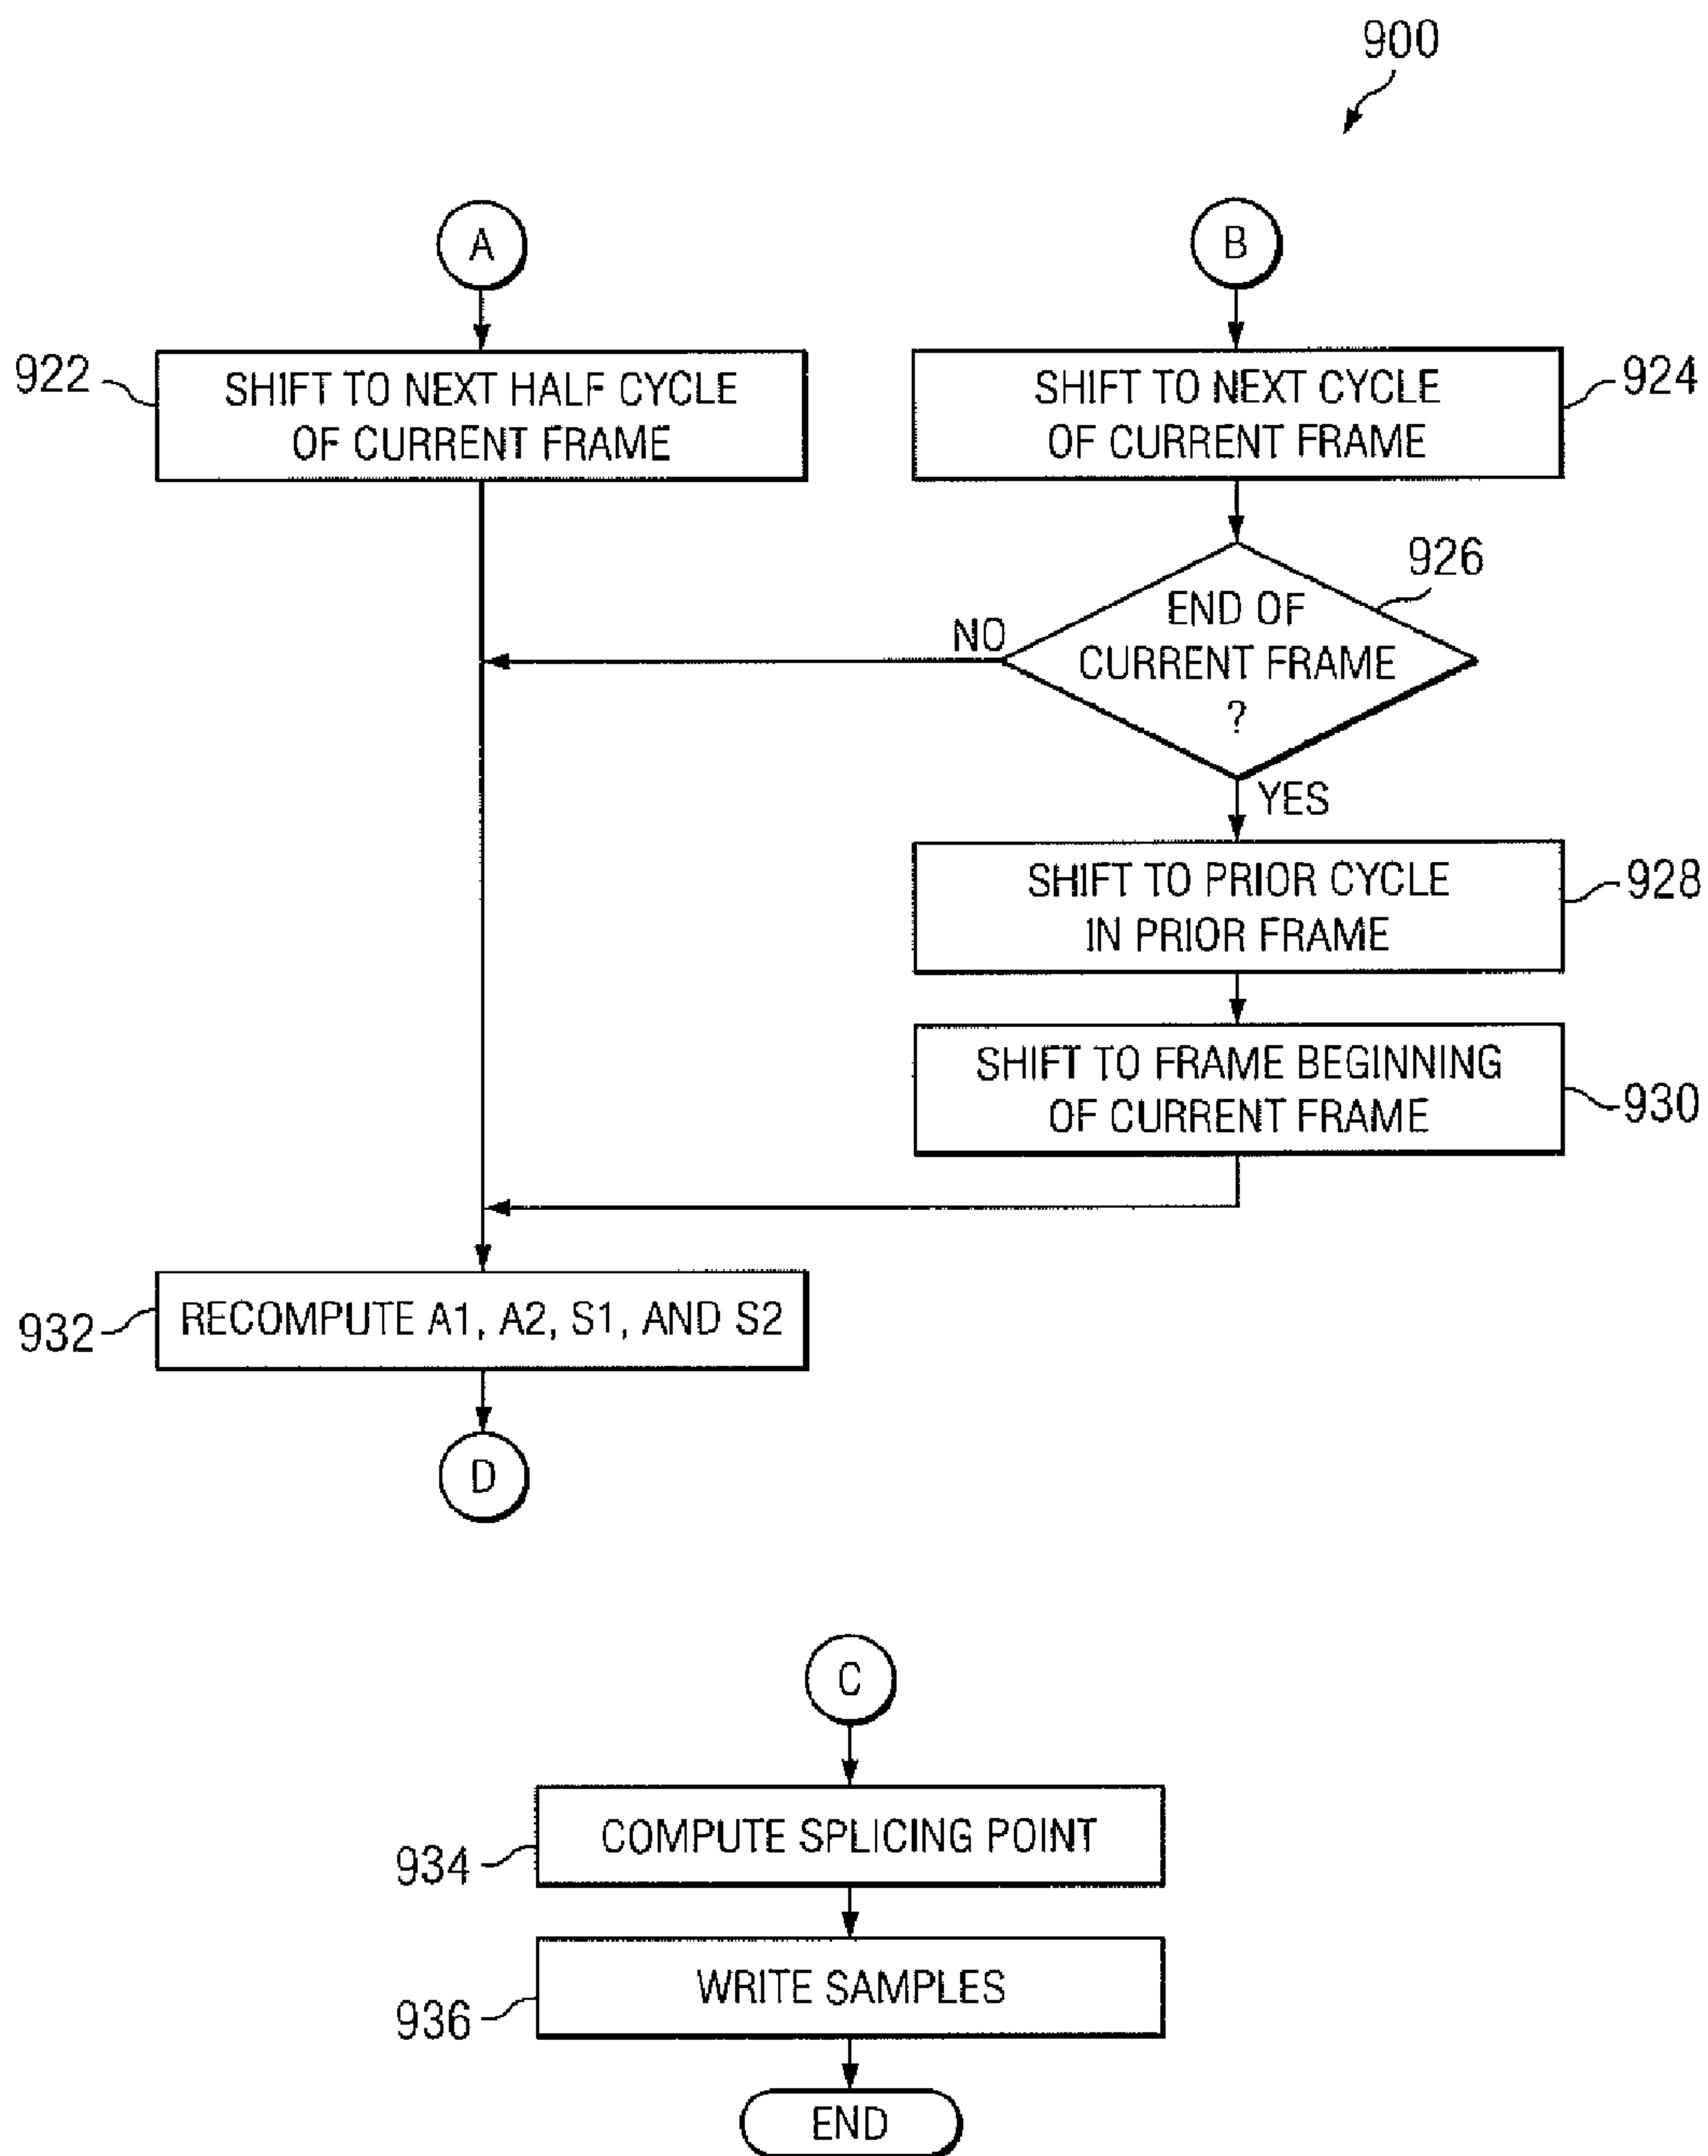 900
A
B
922
SHIFT TO NEXT HALF CYCLE
OF CURRENT FRAME
SHIFT TO NEXT CYCLE
OF CURRENT FRAME
924
926
END OF
CURRENT FRAME
?
NO
YES
SHIFT TO PRIOR CYCLE
IN PRIOR FRAME
928
SHIFT TO FRAME BEGINNING
OF CURRENT FRAME
930
932
RECOMPUTE A1, A2, S1, AND S2
D
C
934
COMPUTE SPLICING POINT
936
WRITE SAMPLES
END